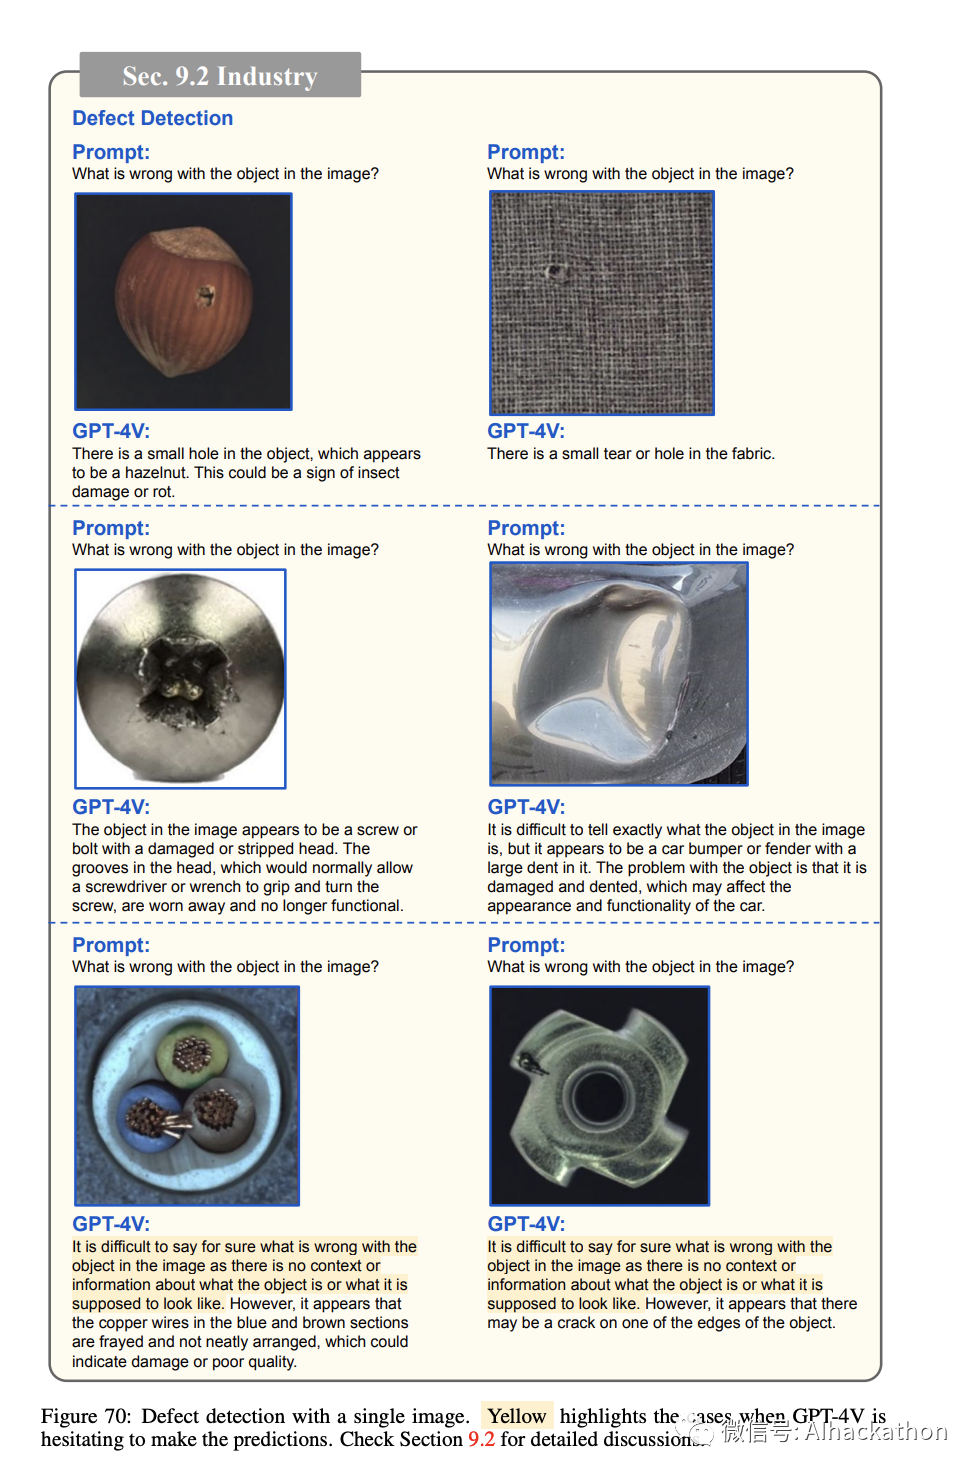 Sec. 9.2 Industry
Defect Detection
Prompt:
What is wrong with the object in the image?
GPT-4V:
There is a small hole in the object, which appears
to be a hazelnut. This could be a sign of insect
damage or rot.
Prompt:
What is wrong with the object in the image?
GPT-4V:
There is a small tear or hole in the fabric.
Prompt:
What is wrong with the object in the image?
GPT-4V:
The object in the image appears to be a screw or
bolt with a damaged or stripped head. The
grooves in the head, which would normally allow
a screwdriver or wrench to grip and turn the
screw, are worn away and no longer functional.
Prompt:
What is wrong with the object in the image?
GPT-4V:
It is difficult to tell exactly what the object in the image
is, but it appears to be a car bumper or fender with a
large dent in it. The problem with the object is that it is
damaged and dented, which may affect the
appearance and functionality of the car.
Prompt:
What is wrong with the object in the image?
GPT-4V:
It is difficult to say for sure what is wrong with the
object in the image as there is no context or
information about what the object is or what it is
supposed to look like. However, it appears that
the copper wires in the blue and brown sections
are frayed and not neatly arranged, which could
indicate damage or poor quality.
Prompt:
What is wrong with the object in the image?
GPT-4V:
It is difficult to say for sure what is wrong with the
object in the image as there is no context or
information about what the object is or what it is
supposed to look like. However, it appears that there
may be a crack on one of the edges of the object.
Figure 70: Defect detection with a single image. Yellow highlights the cases when GPT-4V is
hesitating to make the predictions. Check Section 9.2 for detailed discussions.
微信号: AIhackathon